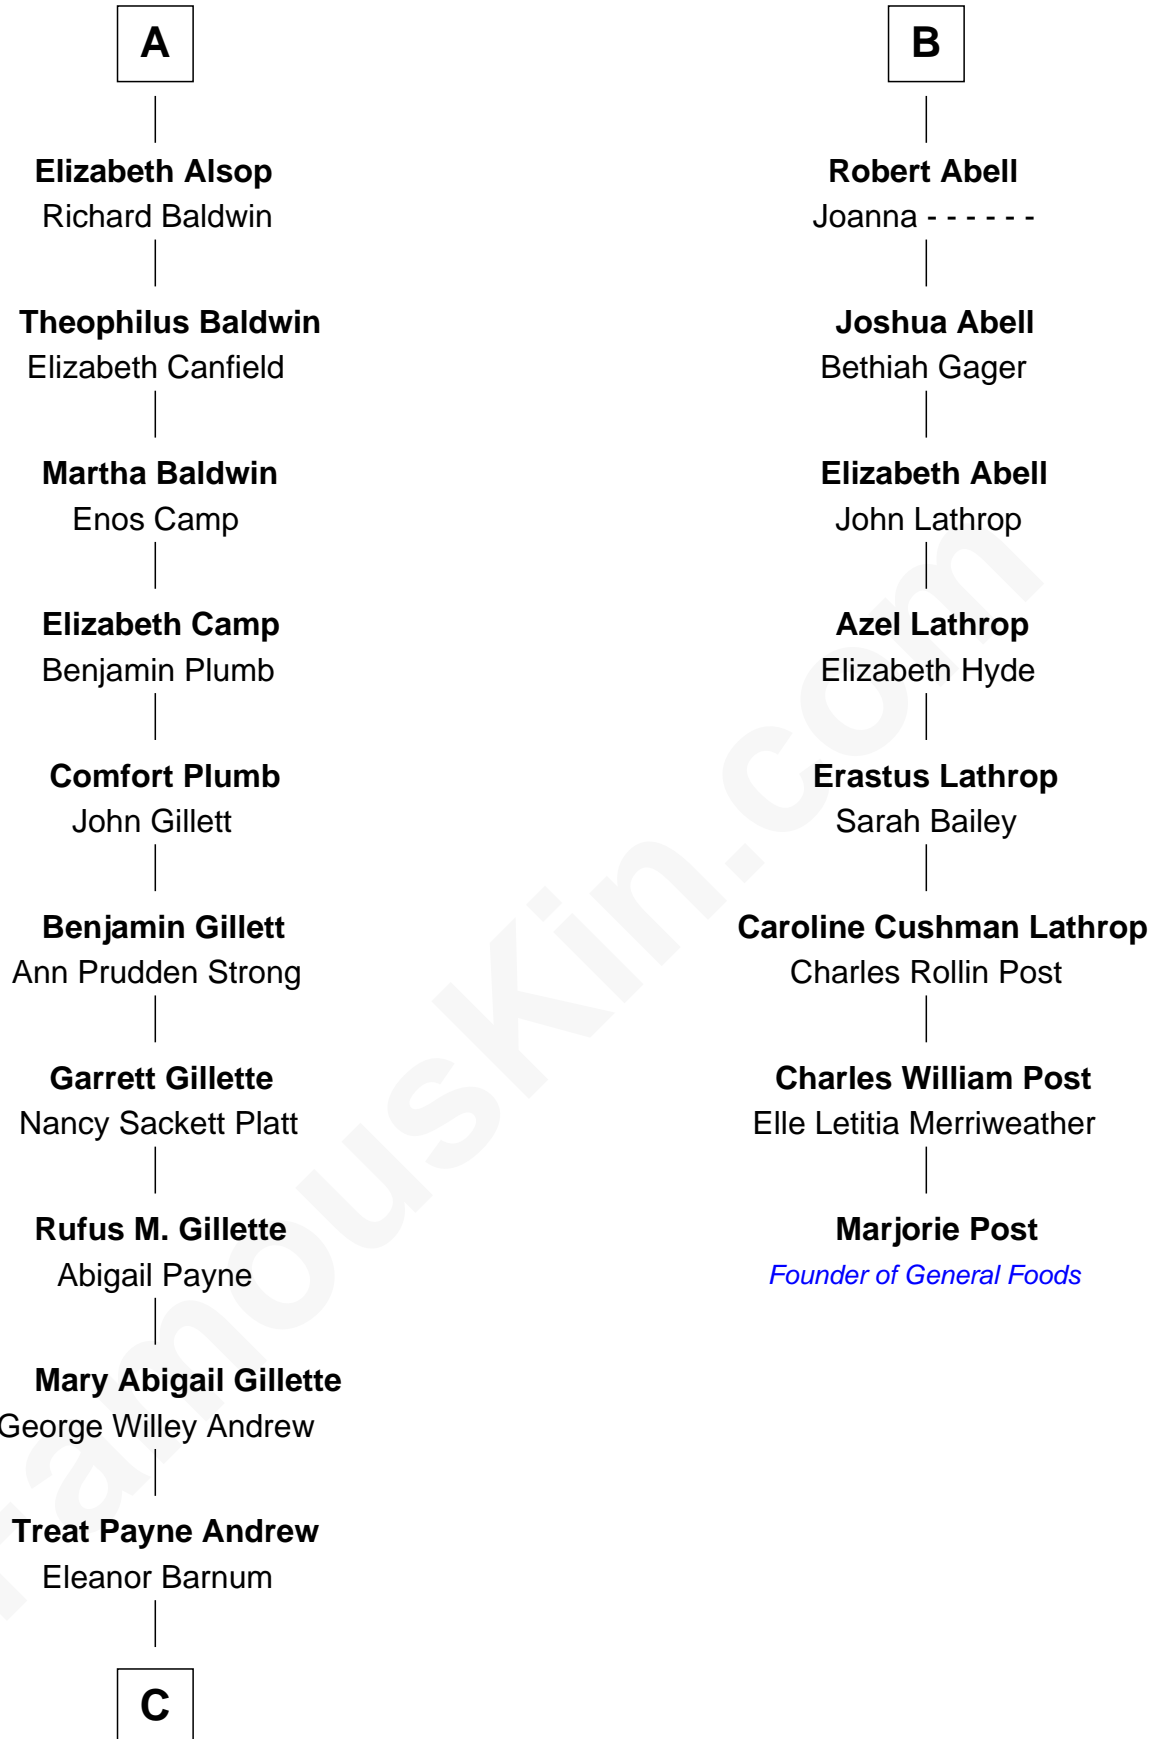 A
Elizabeth Alsop
Richard Baldwin
Theophilus Baldwin
Elizabeth Canfield
Martha Baldwin
Enos Camp
Elizabeth Camp
Benjamin Plumb
Comfort Plumb
John Gillett
Benjamin Gillett
Ann Prudden Strong
Garrett Gillette
Nancy Sackett Platt
Rufus M. Gillette
Abigail Payne
Mary Abigail Gillette
George Willey Andrew
Treat Payne Andrew
Eleanor Barnum
C
B
Robert Abell
Joanna - - - - - -
Joshua Abell
Bethiah Gager
Elizabeth Abell
John Lathrop
Azel Lathrop
Elizabeth Hyde
Erastus Lathrop
Sarah Bailey
Caroline Cushman Lathrop
Charles Rollin Post
Charles William Post
Elle Letitia Merriweather
Marjorie Post
Founder of General Foods
FamousKin.com